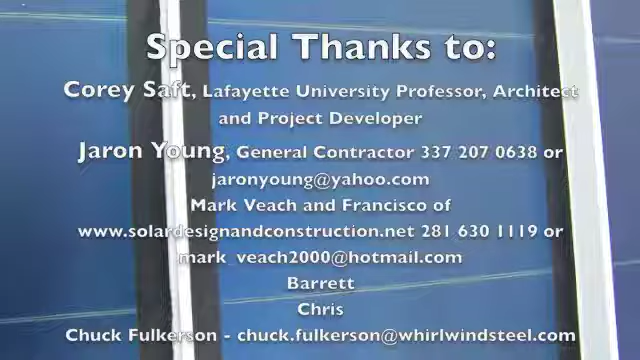 Special Thanks to:
Corey Saft, Lafayette University Professor, Architect
and Project Developer
Jaron Young, General Contractor 337 207 0638 or
jaronyoung@yahoo.com
Mark Veach and Francisco of
www.solardesignandconstruction.net 281 630 1119 or
mark_veach2000@hotmail.com
Barrett
Chris
Chuck Fulkerson - chuck.fulkerson@whirlwindsteel.com